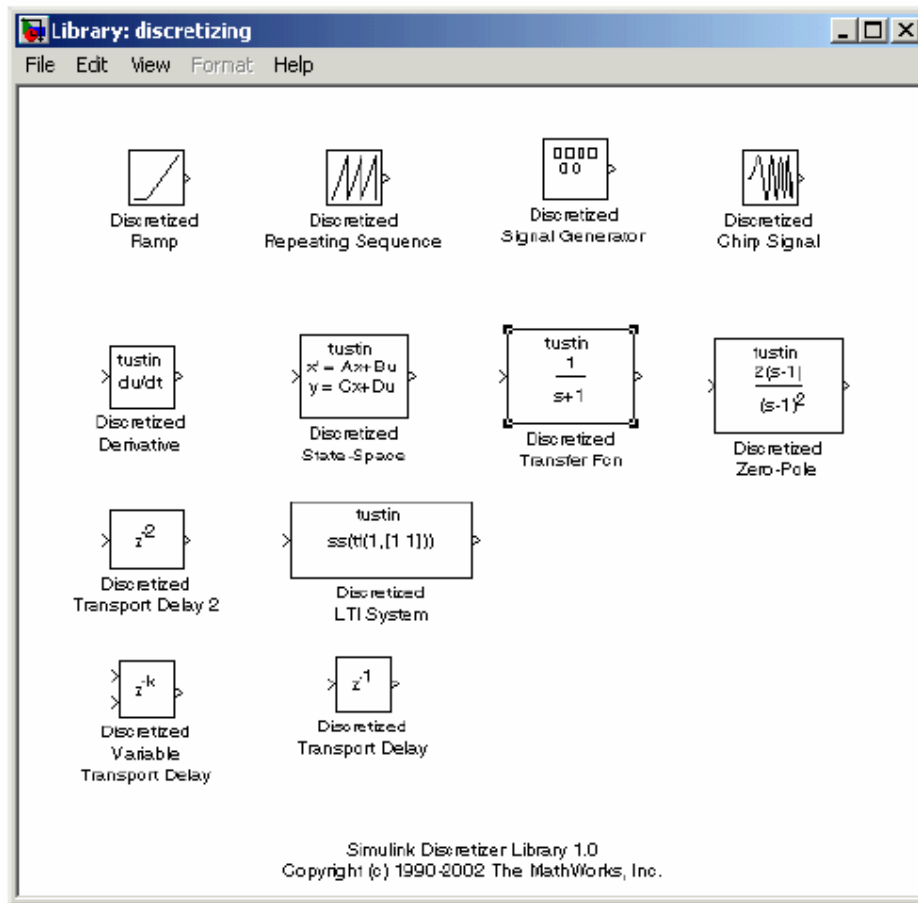 Library: discretizing
File Edit View Format Help
Discretized
Ramp
Discretized
Repeating Sequence
Discretized
Signal Generator
Discretized
Chirp Signal
tustin
du/dt
Discretized
Derivative
tustin
x' = Ax+Bu
y = Cx+Du
Discretized
State-Space
tustin
1
s+1
Discretized
Transfer Fcn
tustin
2(s-1)
(s-1)²
Discretized
Zero-Pole
z⁻²
Discretized
Transport Delay 2
tustin
ss(tf(1,[1 1]))
Discretized
LTI System
z⁻ᵏ
Discretized
Variable
Transport Delay
z⁻¹
Discretized
Transport Delay
Simulink Discretizer Library 1.0
Copyright (c) 1990-2002 The MathWorks, Inc.